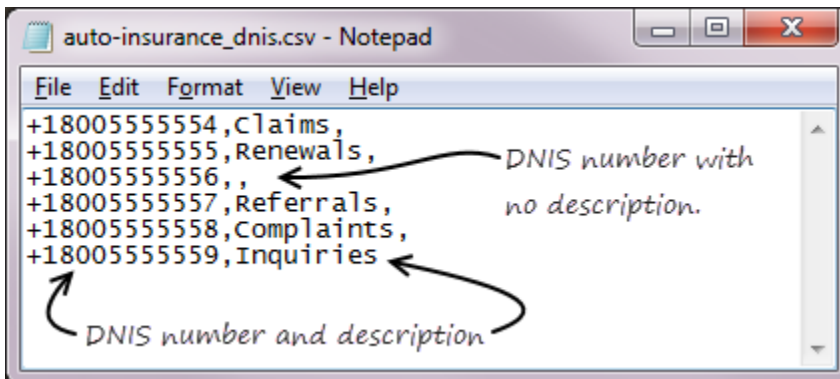 auto-insurance_dnis.csv - Notepad
File Edit Format View Help
+18005555554,Claims,
+18005555555,Renewals,
+18005555556,,
+18005555557,Referrals,
+18005555558,Complaints,
+18005555559,Inquiries
DNIS number with
no description.
DNIS number and description